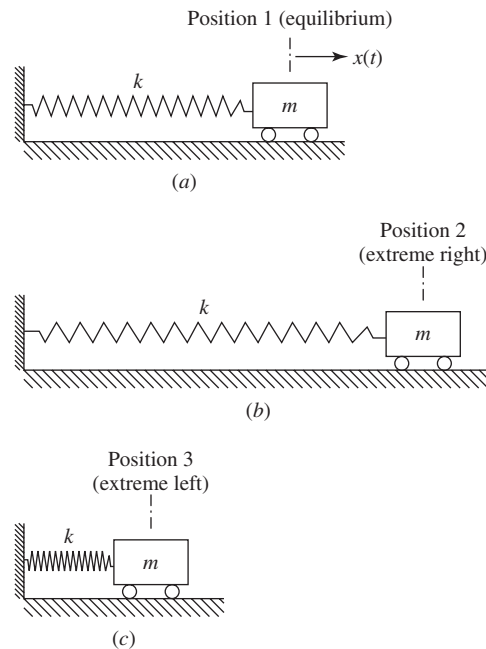 Position 1 (equilibrium)
x(t)
k
m
(a)
Position 2
(extreme right)
k
m
(b)
Position 3
(extreme left)
k
m
(c)